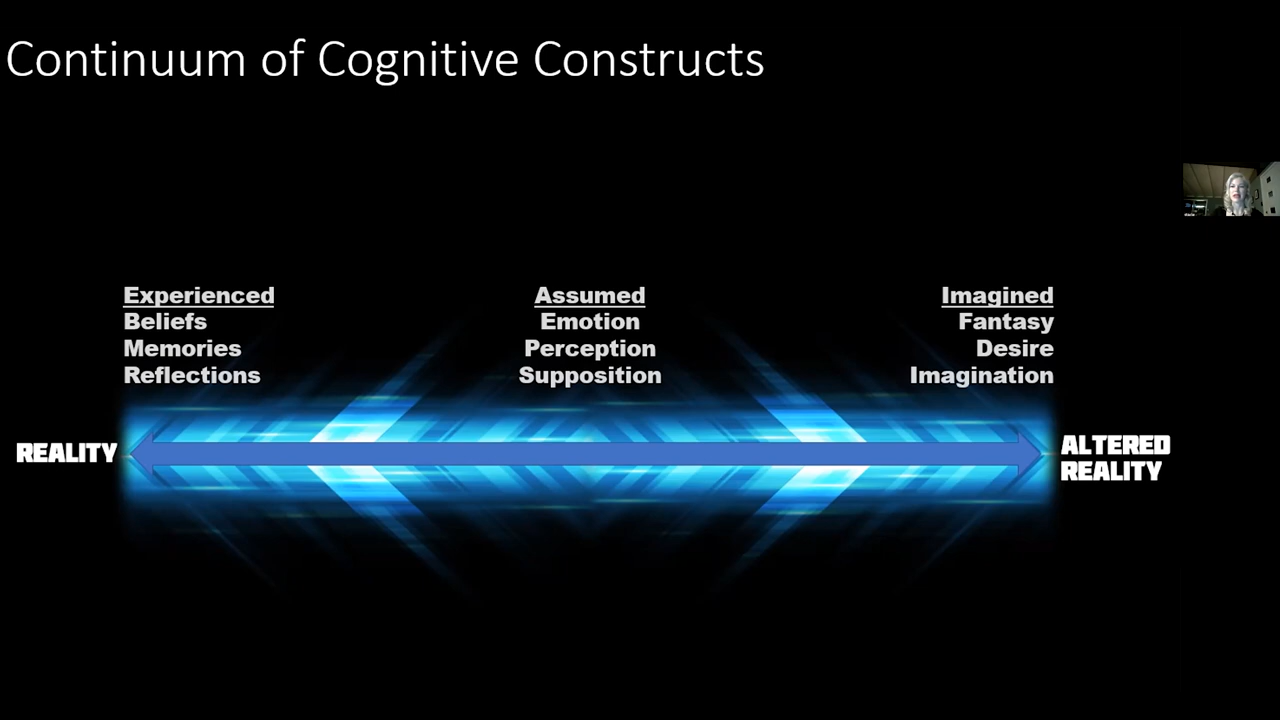 Continuum of Cognitive Constructs
Experienced
Beliefs
Memories
Reflections
Assumed
Emotion
Perception
Supposition
Imagined
Fantasy
Desire
Imagination
REALITY
ALTERED
REALITY